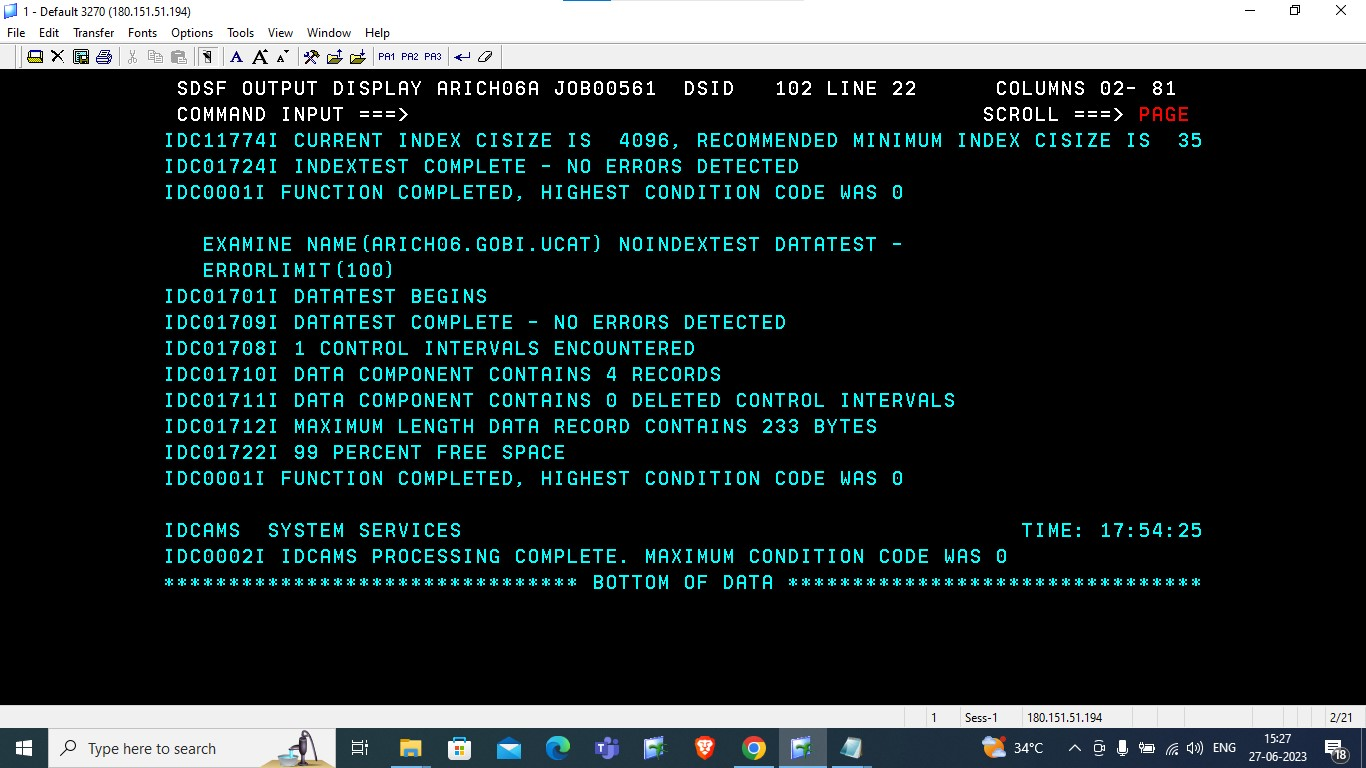 1 - Default 3270 (180.151.51.194)
File Edit Transfer Fonts Options Tools View Window Help
PA1 PA2 PA3
SDSF OUTPUT DISPLAY ARICH06A JOB00561 DSID 102 LINE 22 COLUMNS 02- 81
COMMAND INPUT ===> SCROLL ===> PAGE
IDC11774I CURRENT INDEX CISIZE IS 4096, RECOMMENDED MINIMUM INDEX CISIZE IS 35
IDC01724I INDEXTEST COMPLETE - NO ERRORS DETECTED
IDC0001I FUNCTION COMPLETED, HIGHEST CONDITION CODE WAS 0
EXAMINE NAME(ARICH06.GOBI.UCAT) NOINDEXTEST DATATEST -
ERRORLIMIT(100)
IDC01701I DATATEST BEGINS
IDC01709I DATATEST COMPLETE - NO ERRORS DETECTED
IDC01708I 1 CONTROL INTERVALS ENCOUNTERED
IDC01710I DATA COMPONENT CONTAINS 4 RECORDS
IDC01711I DATA COMPONENT CONTAINS 0 DELETED CONTROL INTERVALS
IDC01712I MAXIMUM LENGTH DATA RECORD CONTAINS 233 BYTES
IDC01722I 99 PERCENT FREE SPACE
IDC0001I FUNCTION COMPLETED, HIGHEST CONDITION CODE WAS 0
IDCAMS SYSTEM SERVICES TIME: 17:54:25
IDC0002I IDCAMS PROCESSING COMPLETE. MAXIMUM CONDITION CODE WAS 0
******************************** BOTTOM OF DATA ********************************
1 Sess-1 180.151.51.194 2/21
Type here to search 34°C ENG 15:27
27-06-2023 18